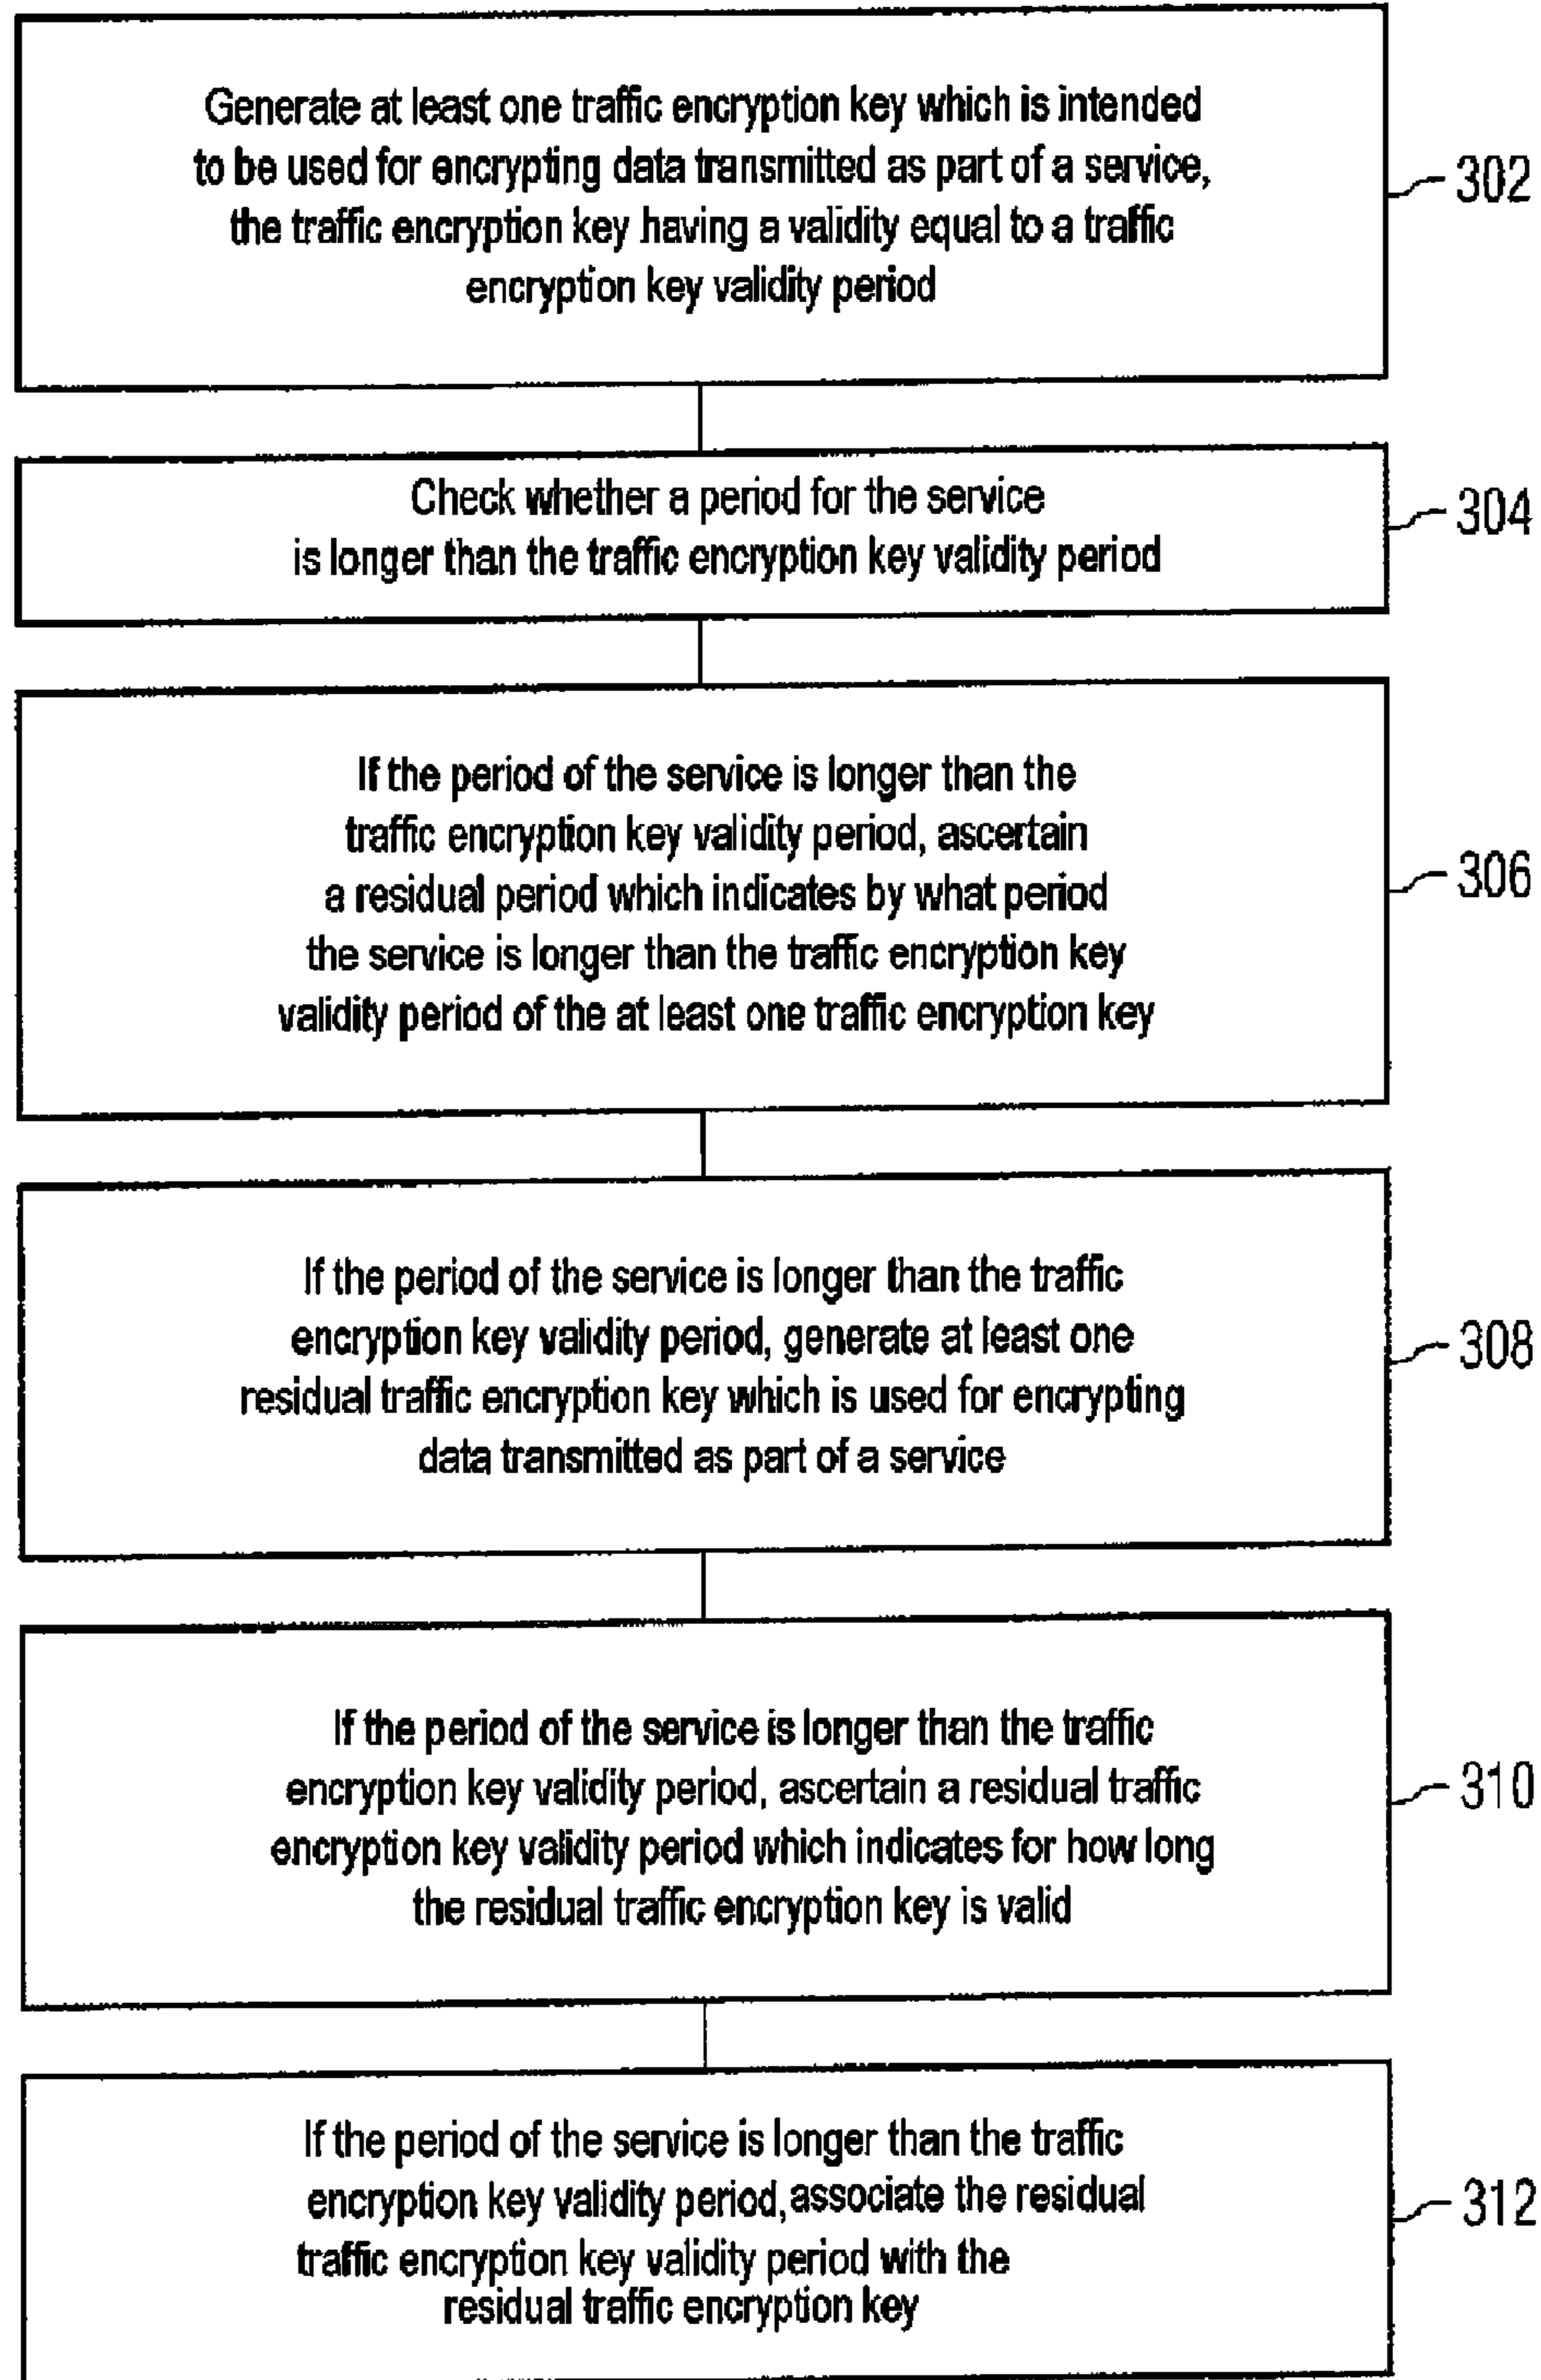 Generate at least one traffic encryption key which is intended
to be used for encrypting data transmitted as part of a service,
the traffic encryption key having a validity equal to a traffic
encryption key validity period
302
Check whether a period for the service
is longer than the traffic encryption key validity period
304
If the period of the service is longer than the
traffic encryption key validity period, ascertain
a residual period which indicates by what period
the service is longer than the traffic encryption key
validity period of the at least one traffic encryption key
306
If the period of the service is longer than the traffic
encryption key validity period, generate at least one
residual traffic encryption key which is used for encrypting
data transmitted as part of a service
308
If the period of the service is longer than the traffic
encryption key validity period, ascertain a residual traffic
encryption key validity period which indicates for how long
the residual traffic encryption key is valid
310
If the period of the service is longer than the traffic
encryption key validity period, associate the residual
traffic encryption key validity period with the
residual traffic encryption key
312